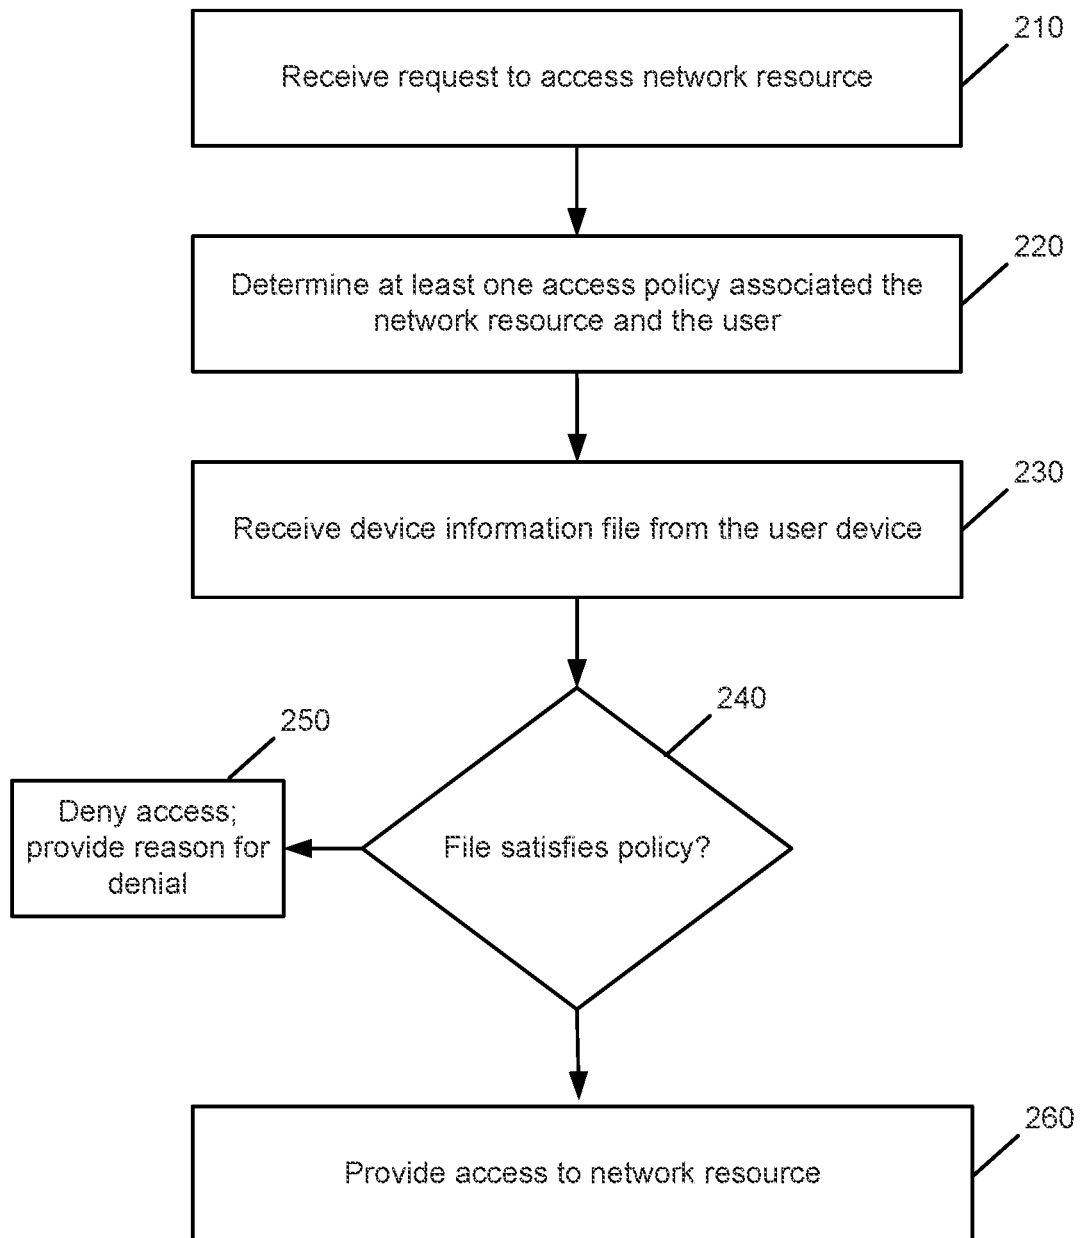 210
Receive request to access network resource
220
Determine at least one access policy associated the
network resource and the user
230
Receive device information file from the user device
240
250
Deny access;
provide reason for
denial
File satisfies policy?
260
Provide access to network resource